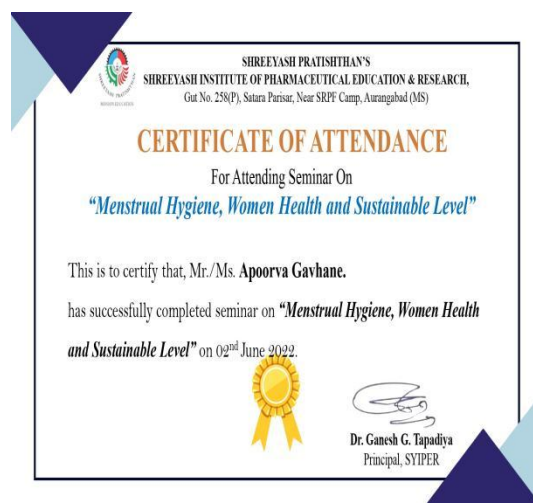 SHREEYASH PRATISHTHAN'S
SHREEYASH INSTITUTE OF PHARMACEUTICAL EDUCATION & RESEARCH,
Gut No. 258(P), Satara Parisar, Near SRPF Camp, Aurangabad (MS)
CERTIFICATE OF ATTENDANCE
For Attending Seminar On
“Menstrual Hygiene, Women Health and Sustainable Level”
This is to certify that, Mr./Ms. Apoorva Gavhane.
has successfully completed seminar on “Menstrual Hygiene, Women Health
and Sustainable Level” on 02nd June 2022.
Dr. Ganesh G. Tapadiya
Principal, SYIPER